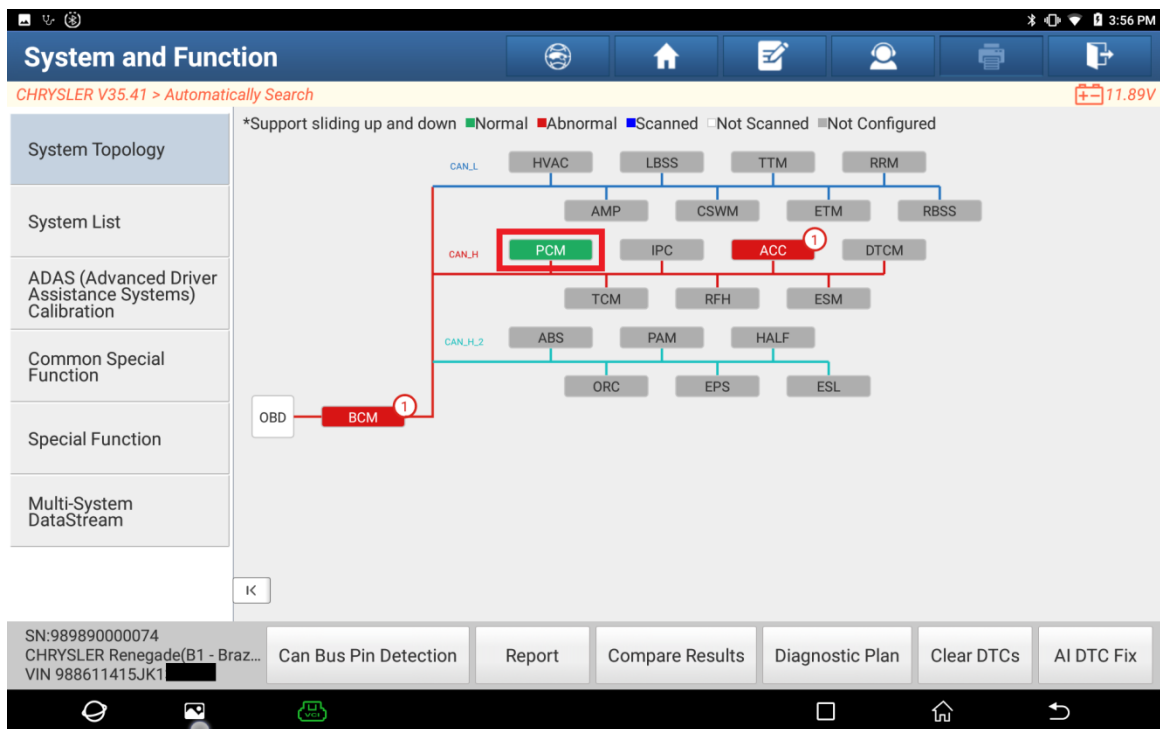 3:56 PM
System and Function
CHRYSLER V35.41 > Automatically Search
11.89V
System Topology
System List
ADAS (Advanced Driver
Assistance Systems)
Calibration
Common Special
Function
Special Function
Multi-System
DataStream
*Support sliding up and down Normal Abnormal Scanned Not Scanned Not Configured
CAN_L HVAC LBSS TTM RRM
AMP CSWM ETM RBSS
CAN_H PCM IPC ACC 1 DTCM
TCM RFH ESM
CAN_H_2 ABS PAM HALF
ORC EPS ESL
OBD BCM 1
SN:989890000074
CHRYSLER Renegade(B1 - Braz...
VIN 988611415JK1
Can Bus Pin Detection Report Compare Results Diagnostic Plan Clear DTCs AI DTC Fix
VCI